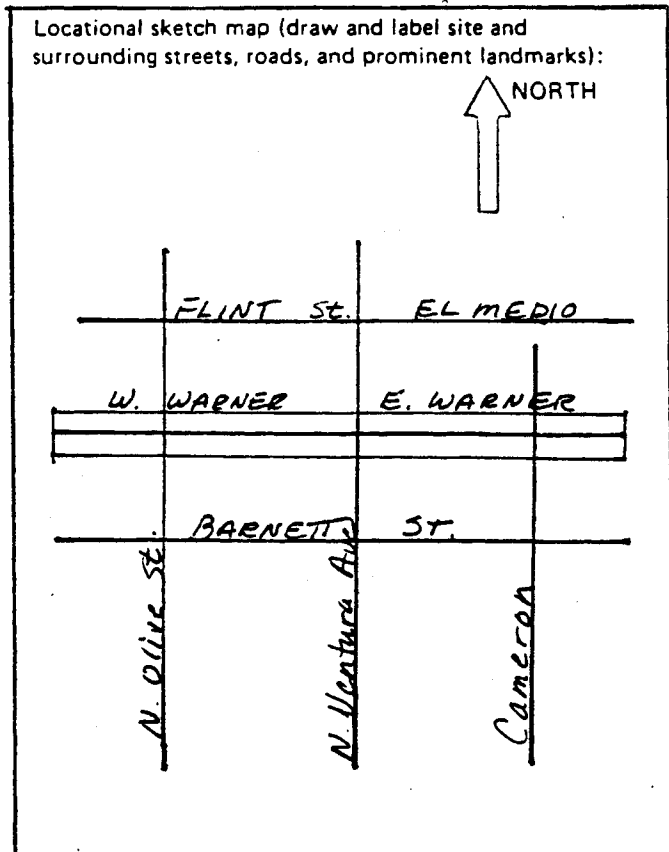 Locational sketch map (draw and label site and
surrounding streets, roads, and prominent landmarks):
NORTH
FLINT St. EL MEDIO
W. WARNER E. WARNER
BARNETT ST.
N. Olive St.
N. Ventura Ave
Cameron